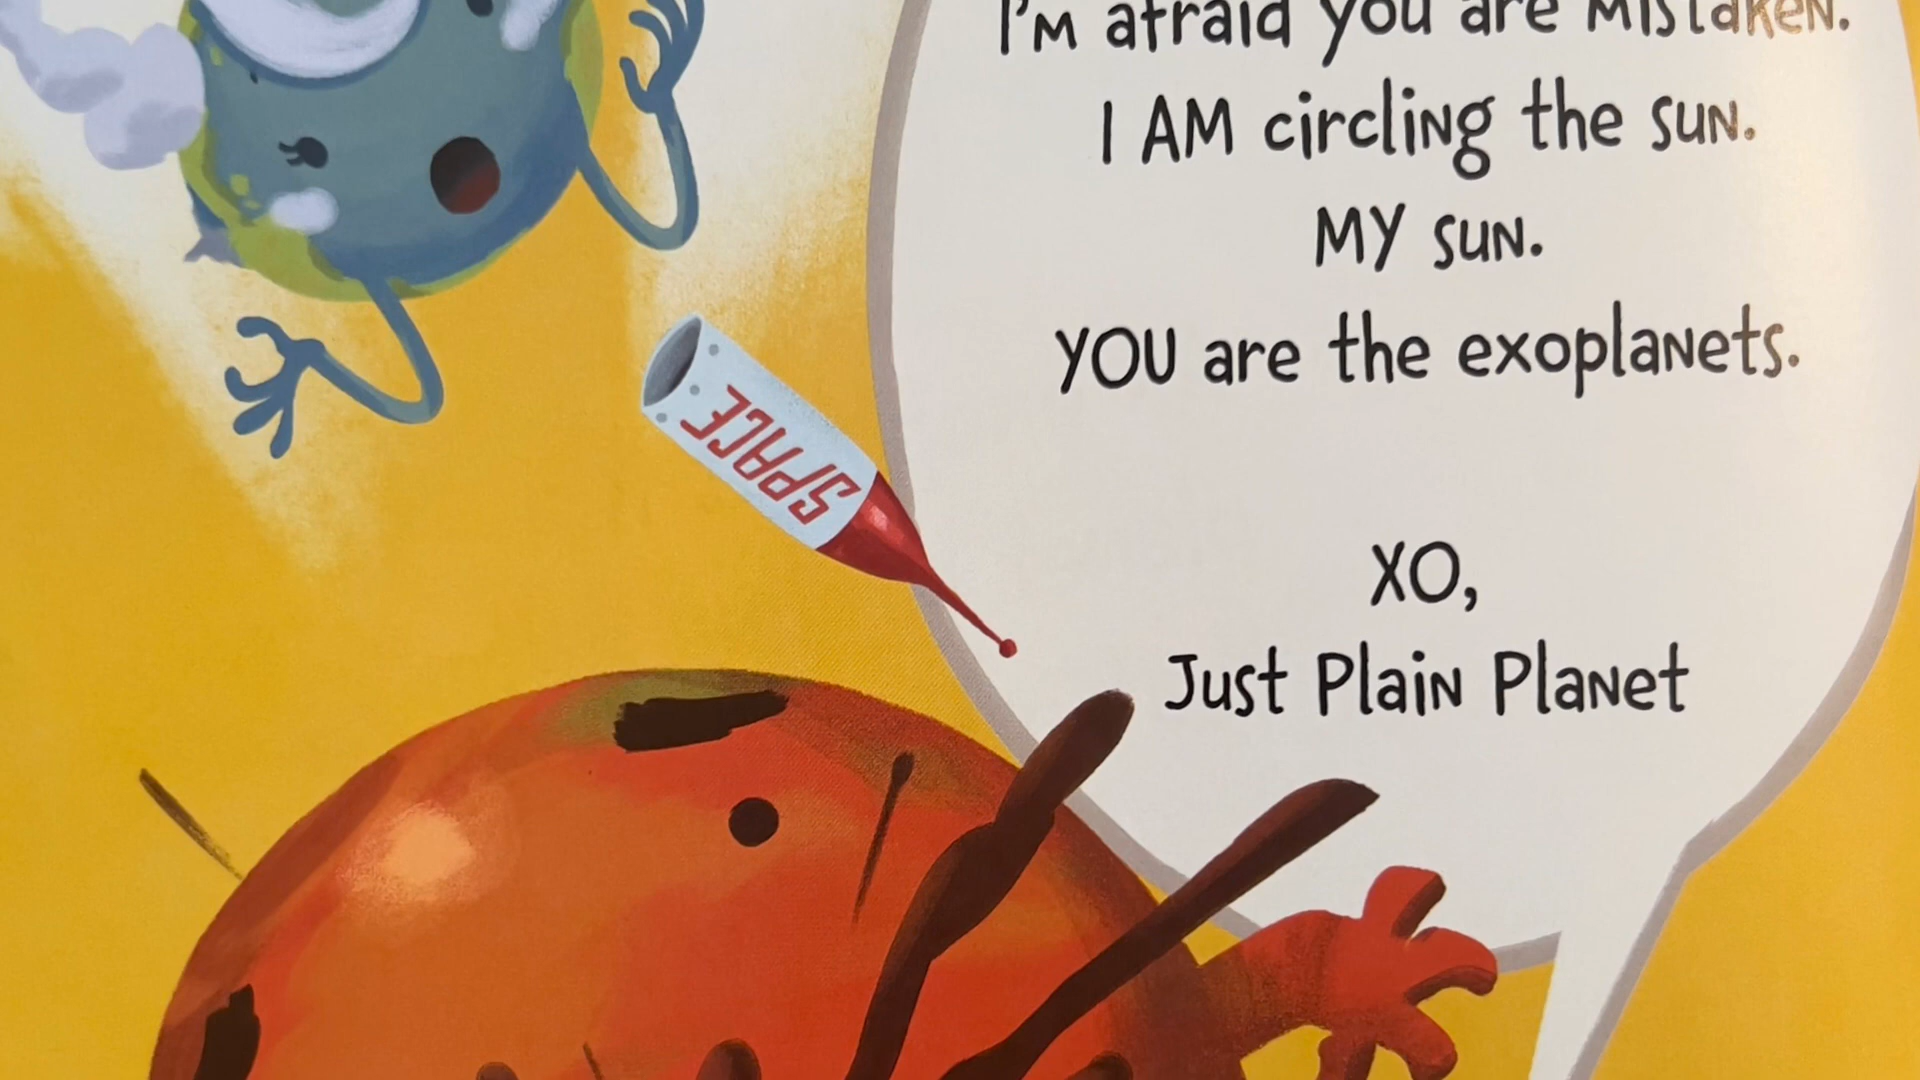 I'm afraid you are mistaken.
I AM circling the sun.
MY sun.
YOU are the exoplanets.
XO,
Just Plain Planet
SPACE